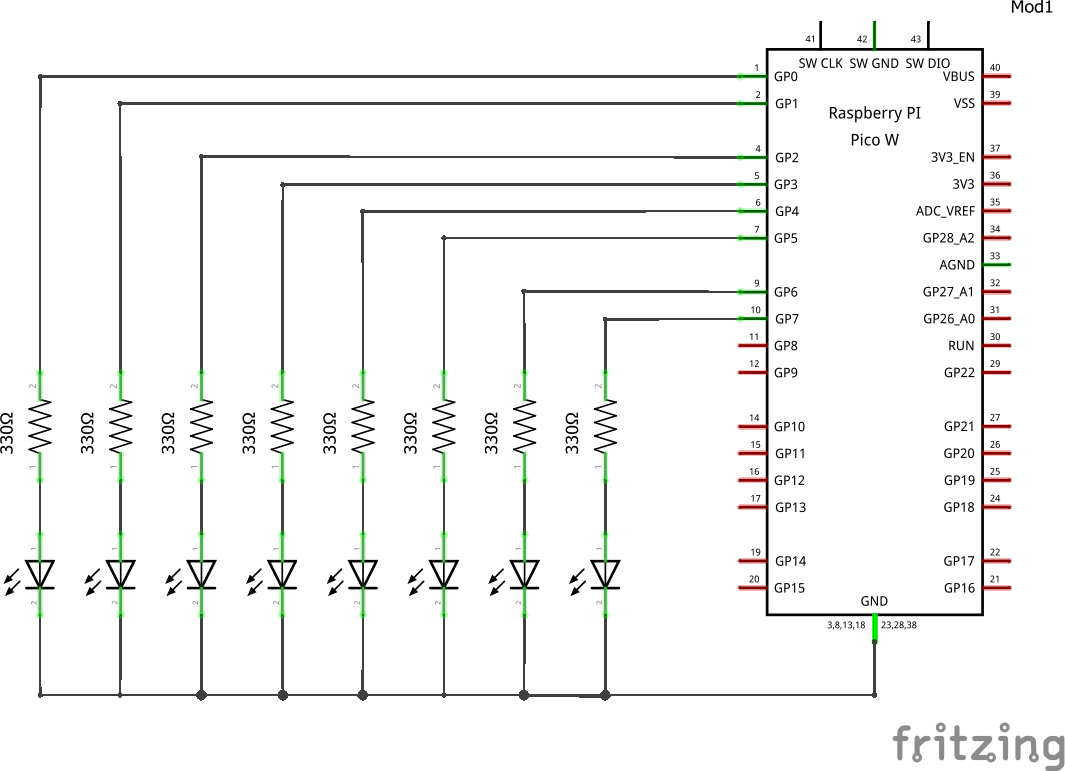 Mod1
41 42 43
SW CLK SW GND SW DIO
1 GP0 VBUS 40
2 GP1 VSS 39
Raspberry PI
Pico W
4 GP2 3V3_EN 37
5 GP3 3V3 36
6 GP4 ADC_VREF 35
7 GP5 GP28_A2 34
AGND 33
9 GP6 GP27_A1 32
10 GP7 GP26_A0 31
11 GP8 RUN 30
12 GP9 GP22 29
2 2 2 2 2 2 2 2
330Ω 330Ω 330Ω 330Ω 330Ω 330Ω 330Ω 330Ω
14 GP10 GP21 27
15 GP11 GP20 26
1 1 1 1 1 1 1 1
16 GP12 GP19 25
17 GP13 GP18 24
1 1 1 1 1 1 1 1
19 GP14 GP17 22
20 GP15 GP16 21
2 2 2 2 2 2 2 2
GND
3,8,13,18 23,28,38
fritzing